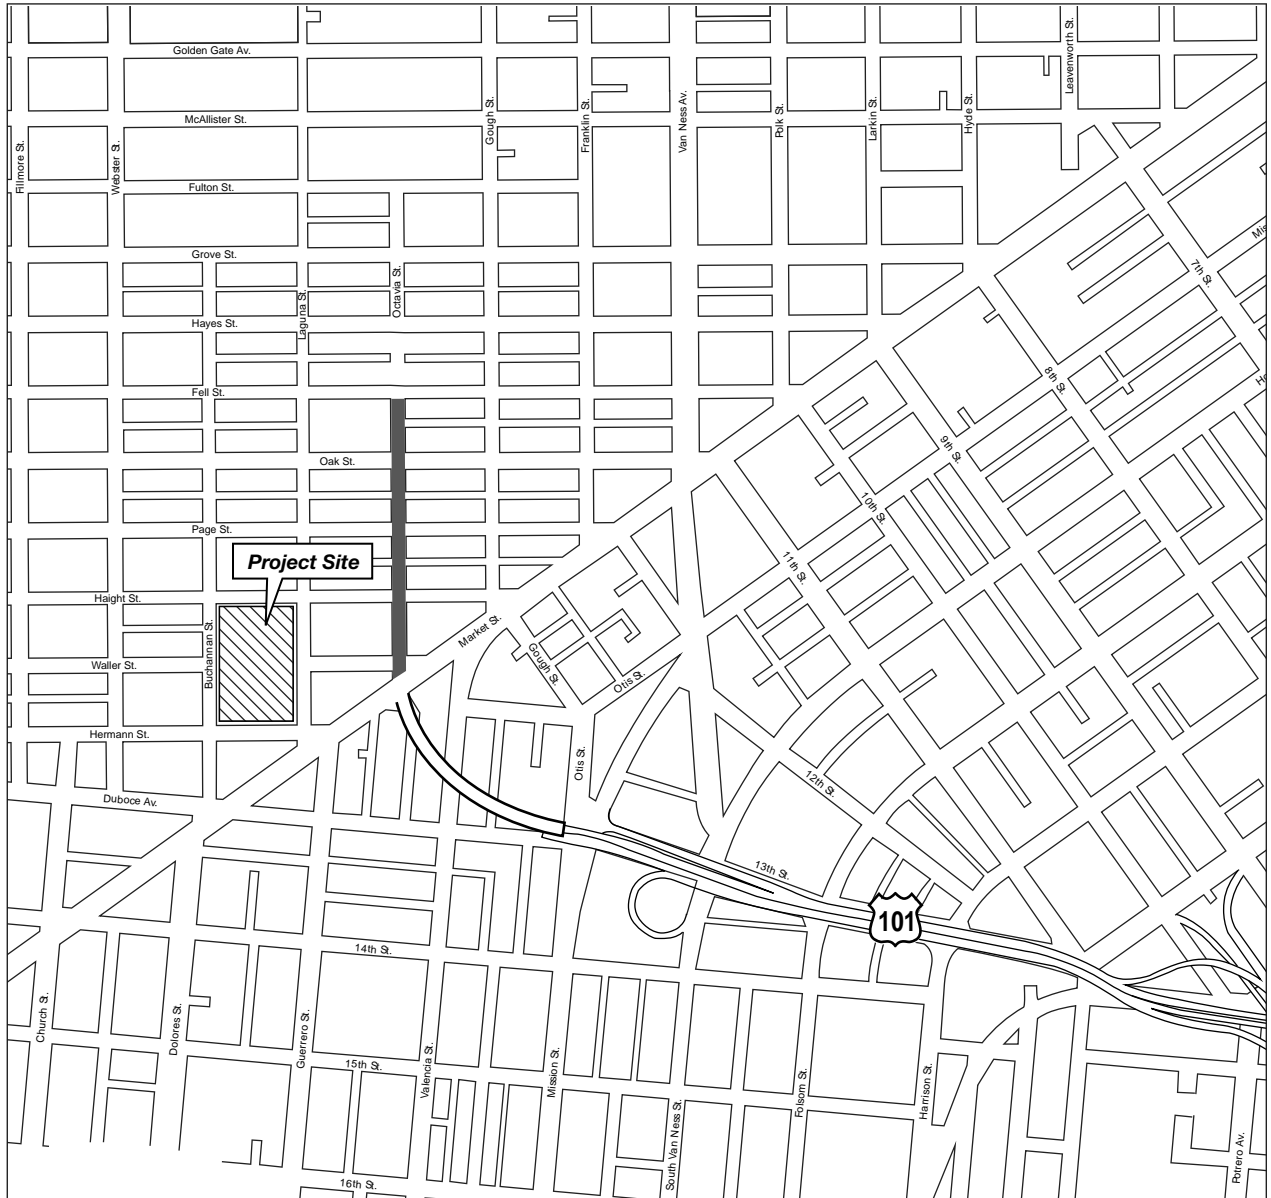 Golden Gate Av.
McAllister St.
Fulton St.
Grove St.
Hayes St.
Fell St.
Oak St.
Page St.
Haight St.
Waller St.
Hermann St.
Duboce Av.
Fillmore St.
Webster St.
Buchannan St.
Laguna St.
Octavia St.
Gough St.
Franklin St.
Van Ness Av.
Polk St.
Larkin St.
Hyde St.
Leavenworth St.
Project Site
Market St.
Gough St.
Otis St.
Otis St.
7th St.
8th St.
9th St.
10th St.
11th St.
12th St.
13th St.
101
14th St.
15th St.
16th St.
Church St.
Dolores St.
Guerrero St.
Valencia St.
Mission St.
South Van Ness St.
Folsom St.
Harrison St.
Potrero Av.
Mis
Ho